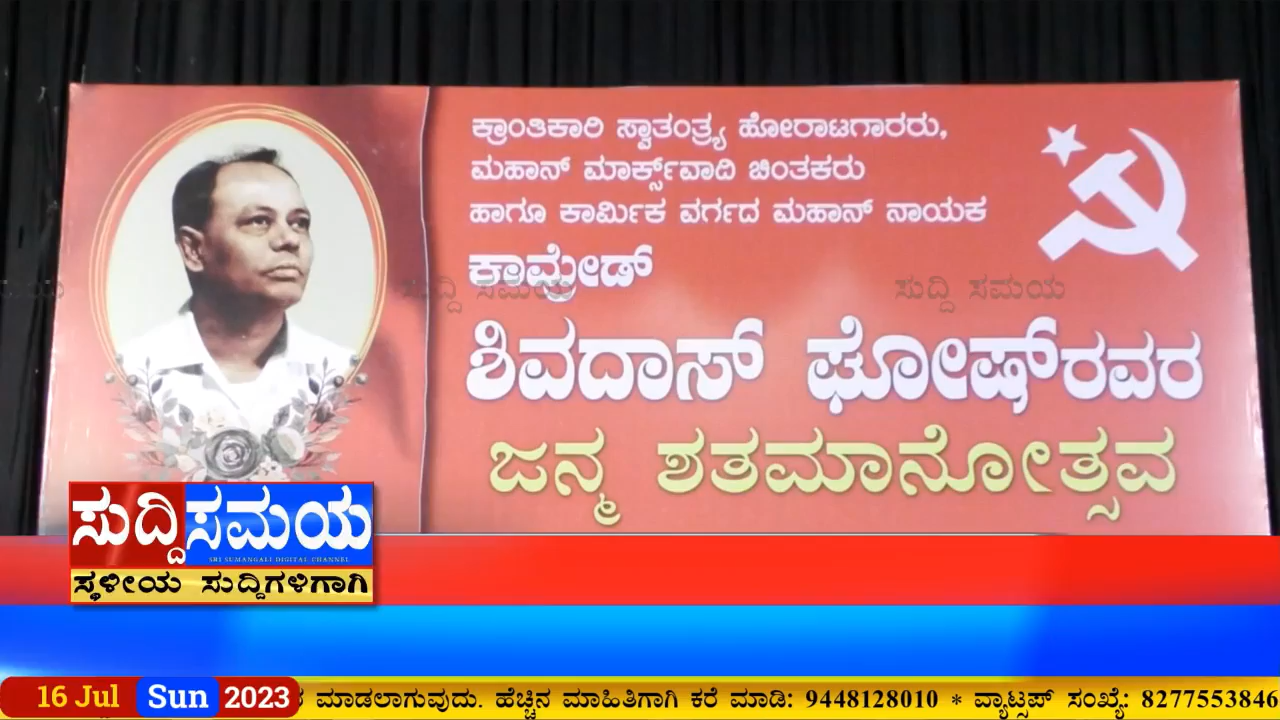 ಕ್ರಾಂತಿಕಾರಿ ಸ್ವಾತಂತ್ರ್ಯ ಹೋರಾಟಗಾರರು,
ಮಹಾನ್ ಮಾರ್ಕ್ಸ್‌ವಾದಿ ಚಿಂತಕರು
ಹಾಗೂ ಕಾರ್ಮಿಕ ವರ್ಗದ ಮಹಾನ್ ನಾಯಕ
ಕಾಮ್ರೇಡ್
ಸುದ್ದಿ ಸಮಯ ಸುದ್ದಿ ಸಮಯ
ಶಿವದಾಸ್ ಘೋಷ್‌ರವರ
ಜನ್ಮ ಶತಮಾನೋತ್ಸವ
ಸುದ್ದಿ ಸಮಯ
SRI SUMANGALI DIGITAL CHANNEL
ಸ್ಥಳೀಯ ಸುದ್ದಿಗಳಿಗಾಗಿ
16 Jul Sun 2023 ಮಾಡಲಾಗುವುದು. ಹೆಚ್ಚಿನ ಮಾಹಿತಿಗಾಗಿ ಕರೆ ಮಾಡಿ: 9448128010 * ವ್ಯಾಟ್ಸಪ್ ಸಂಖ್ಯೆ: 8277553846